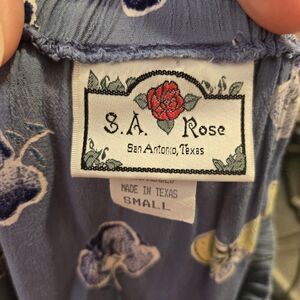 S.A. Rose
San Antonio, Texas
MADE IN TEXAS
SMALL